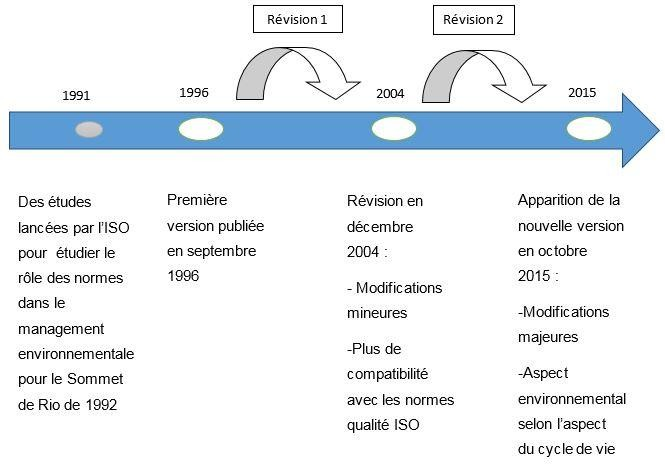 Révision 1
Révision 2
1991
1996
2004
2015
Des études
lancées par l'ISO
pour étudier le
rôle des normes
dans le
management
environnementale
pour le Sommet
de Rio de 1992
Première
version publiée
en septembre
1996
Révision en
décembre
2004 :
- Modifications
mineures
-Plus de
compatibilité
avec les normes
qualité ISO
Apparition de la
nouvelle version
en octobre
2015 :
-Modifications
majeures
-Aspect
environnemental
selon l'aspect
du cycle de vie